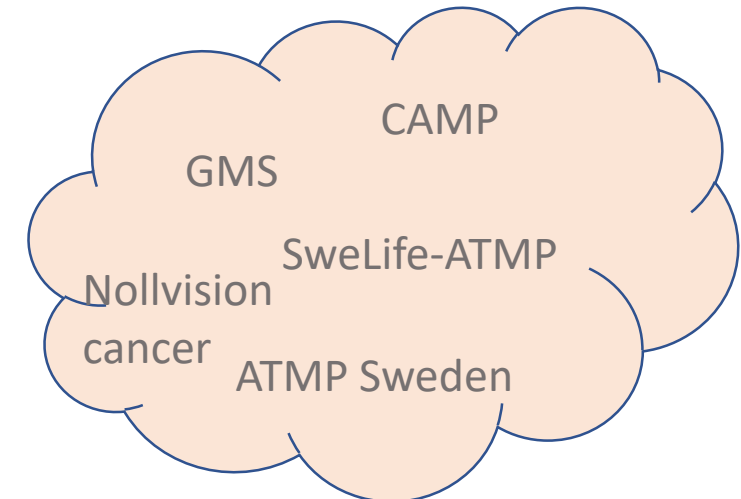 CAMP
GMS
SweLife-ATMP
Nollvision
cancer
ATMP Sweden